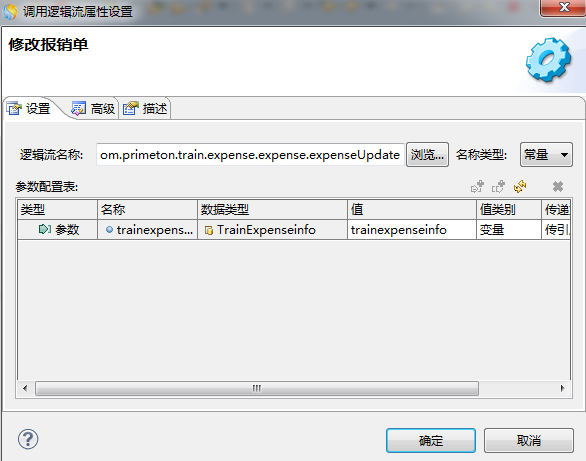 调用逻辑流属性设置
修改报销单
设置 高级 描述
逻辑流名称: om.primeton.train.expense.expense.expenseUpdate 浏览... 名称类型: 常量
参数配置表:
类型 名称 数据类型 值 值类别 传递
参数 trainexpens... TrainExpenseinfo trainexpenseinfo 变量 传引
确定 取消